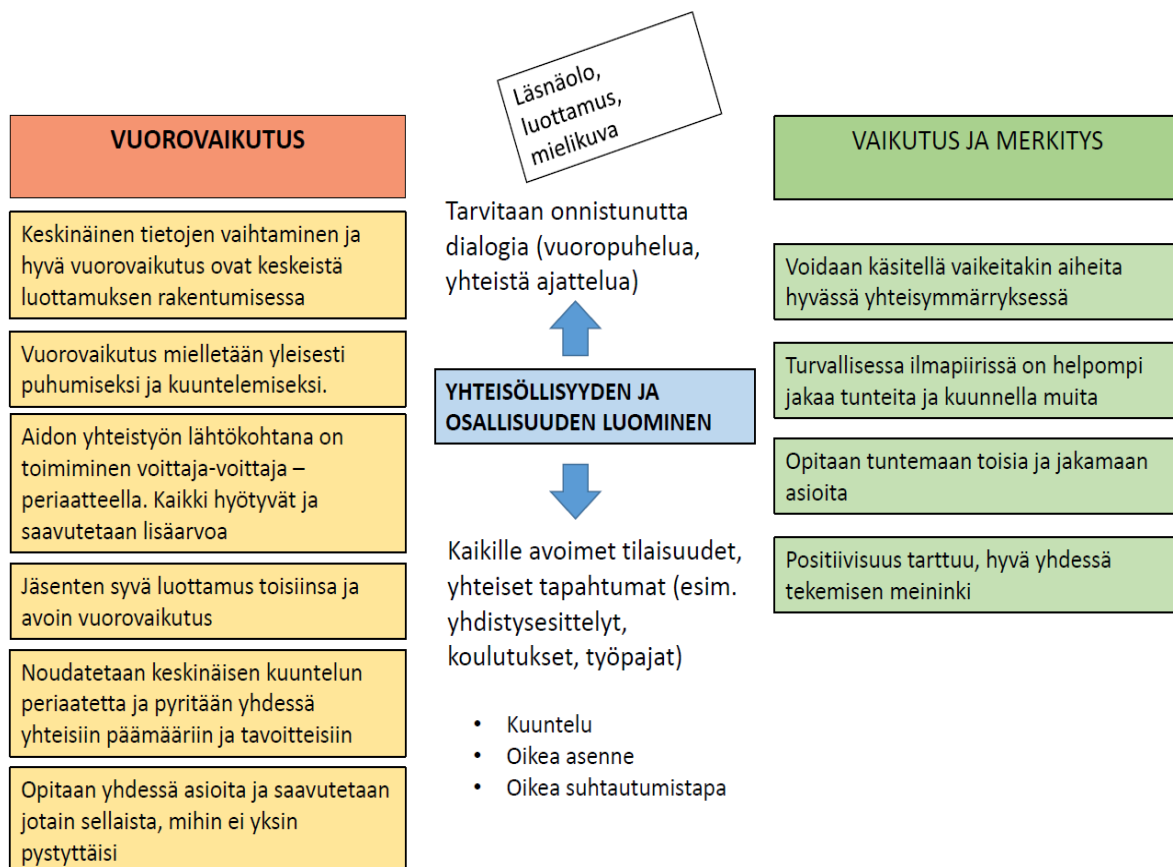 VUOROVAIKUTUS
Keskinäinen tietojen vaihtaminen ja
hyvä vuorovaikutus ovat keskeistä
luottamuksen rakentumisessa
Vuorovaikutus mielletään yleisesti
puhumiseksi ja kuuntelemiseksi.
Aidon yhteistyön lähtökohtana on
toimiminen voittaja-voittaja –
periaatteella. Kaikki hyötyvät ja
saavutetaan lisäarvoa
Jäsenten syvä luottamus toisiinsa ja
avoin vuorovaikutus
Noudatetaan keskinäisen kuuntelun
periaatetta ja pyritään yhdessä
yhteisiin päämääriin ja tavoitteisiin
Opitaan yhdessä asioita ja saavutetaan
jotain sellaista, mihin ei yksin
pystyttäisi
Läsnäolo,
luottamus,
mielikuva
Tarvitaan onnistunutta
dialogia (vuoropuhelua,
yhteistä ajattelua)
YHTEISÖLLISYYDEN JA
OSALLISUUDEN LUOMINEN
Kaikille avoimet tilaisuudet,
yhteiset tapahtumat (esim.
yhdistysesittelyt,
koulutukset, työpajat)
• Kuuntelu
• Oikea asenne
• Oikea suhtautumistapa
VAIKUTUS JA MERKITYS
Voidaan käsitellä vaikeitakin aiheita
hyvässä yhteisymmärryksessä
Turvallisessa ilmapiirissä on helpompi
jakaa tunteita ja kuunnella muita
Opitaan tuntemaan toisia ja jakamaan
asioita
Positiivisuus tarttuu, hyvä yhdessä
tekemisen meininki